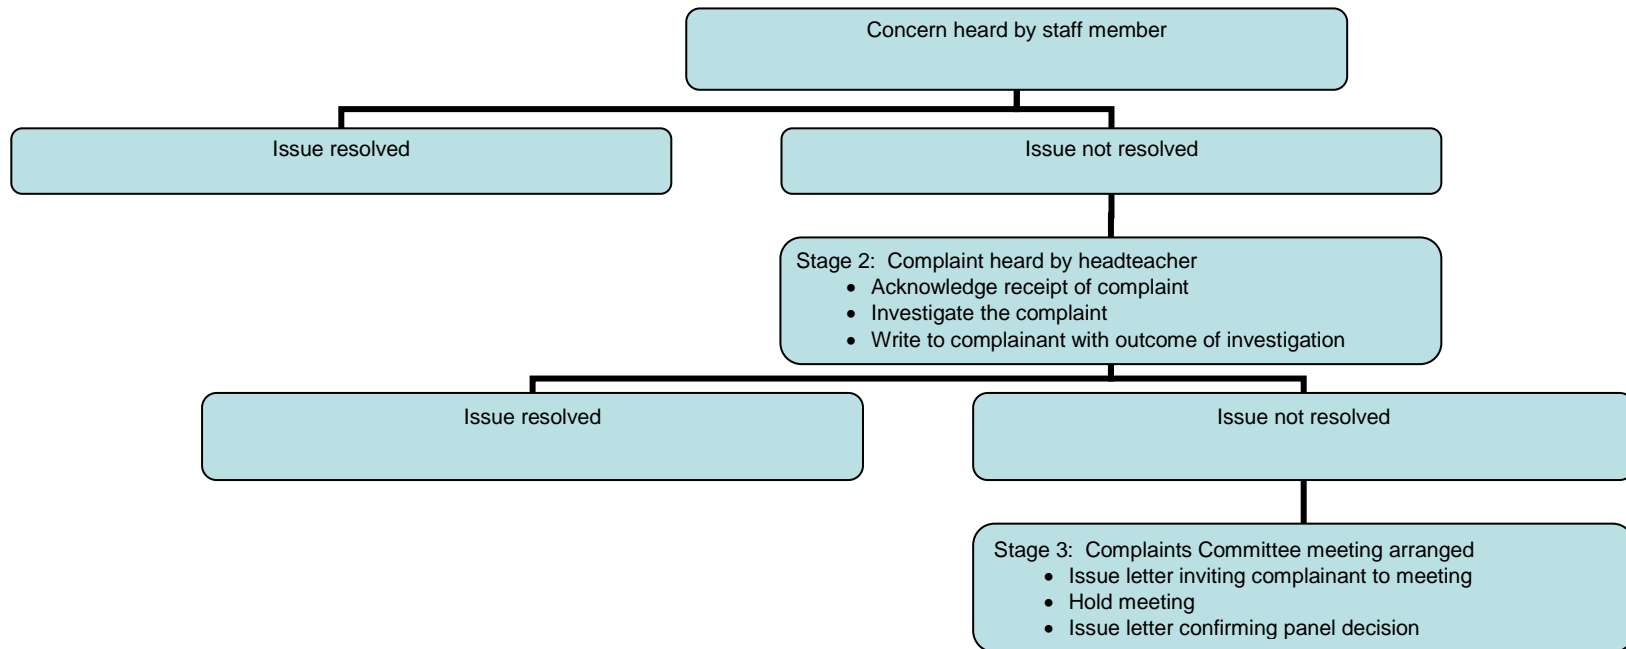 Concern heard by staff member
Issue resolved
Issue not resolved
Stage 2:  Complaint heard by headteacher
• Acknowledge receipt of complaint
• Investigate the complaint
• Write to complainant with outcome of investigation
Issue resolved
Issue not resolved
Stage 3:  Complaints Committee meeting arranged
• Issue letter inviting complainant to meeting
• Hold meeting
• Issue letter confirming panel decision